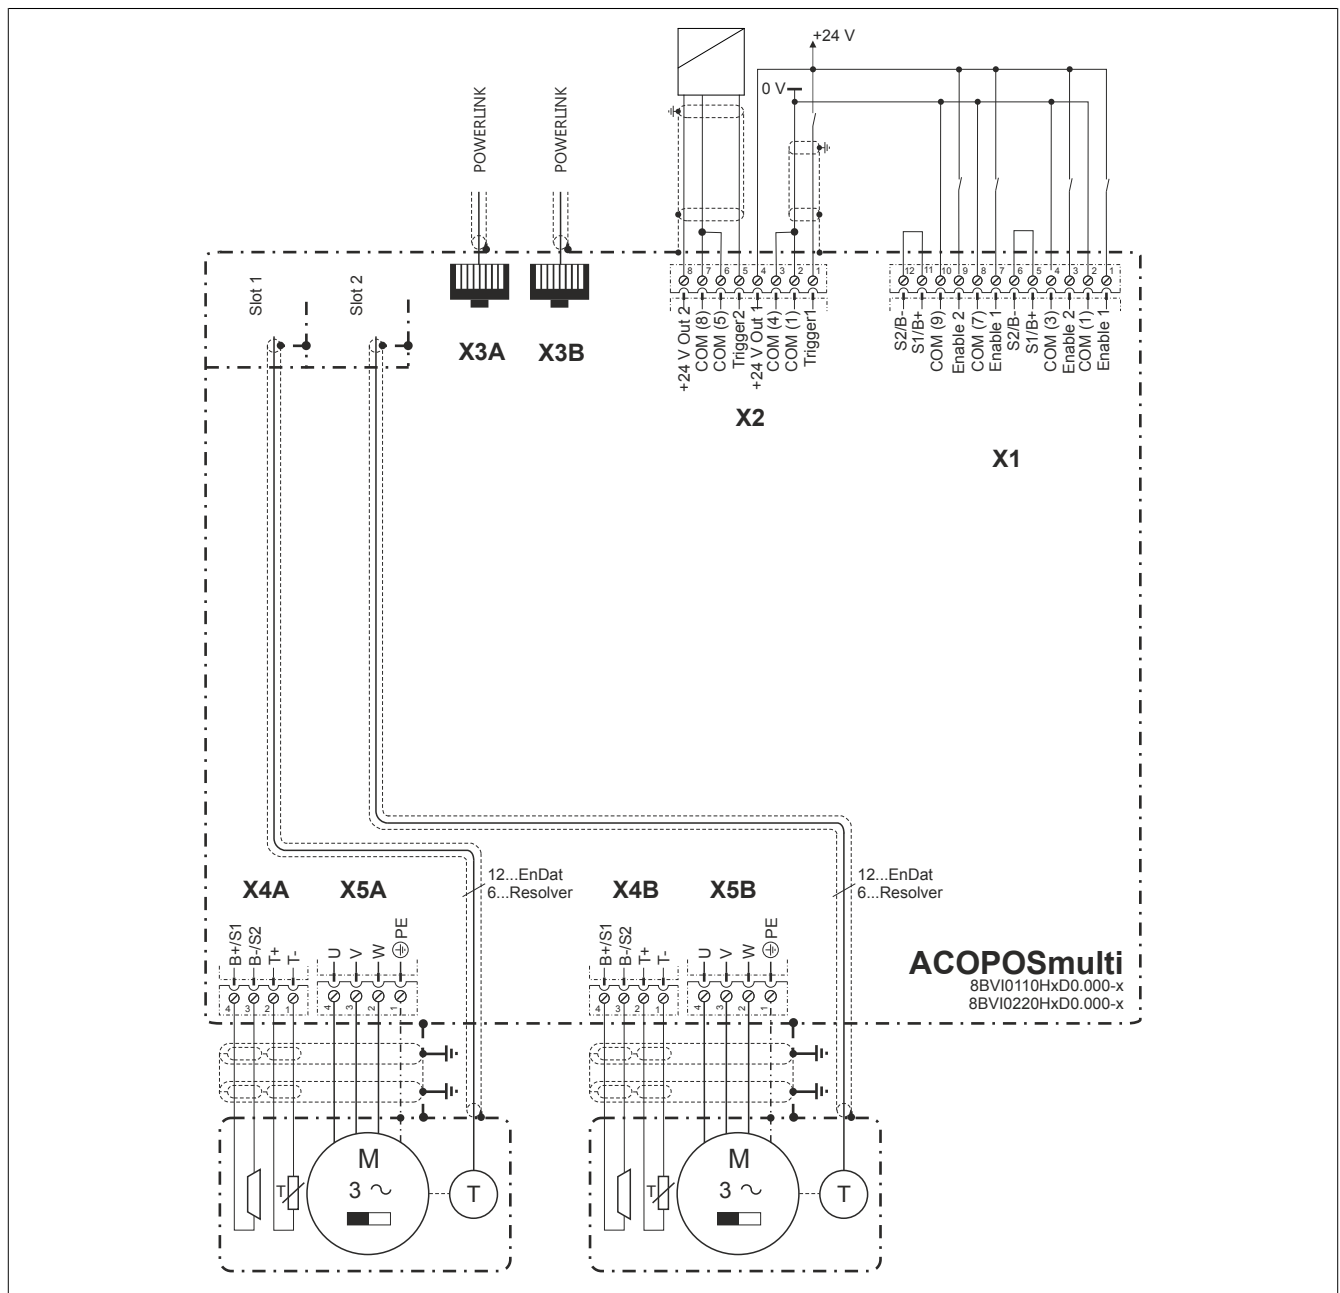 +24 V
0 V
POWERLINK
POWERLINK
Slot 1
Slot 2
X3A
X3B
8 7 6 5 4 3 2 1
+24 V Out 2
COM (8)
COM (5)
Trigger2
+24 V Out 1
COM (4)
COM (1)
Trigger1
X2
12 11 10 9 8 7 6 5 4 3 2 1
S2/B-
S1/B+
COM (9)
Enable 2
COM (7)
Enable 1
S2/B-
S1/B+
COM (3)
Enable 2
COM (1)
Enable 1
X1
X4A
X5A
12...EnDat
6...Resolver
X4B
X5B
12...EnDat
6...Resolver
B+/S1
B-/S2
T+
T-
U
V
W
PE
4 3 2 1
4 3 2 1
B+/S1
B-/S2
T+
T-
U
V
W
PE
4 3 2 1
4 3 2 1
ACOPOSmulti
8BVI0110HxD0.000-x
8BVI0220HxD0.000-x
T
M
3 ~
T
T
M
3 ~
T